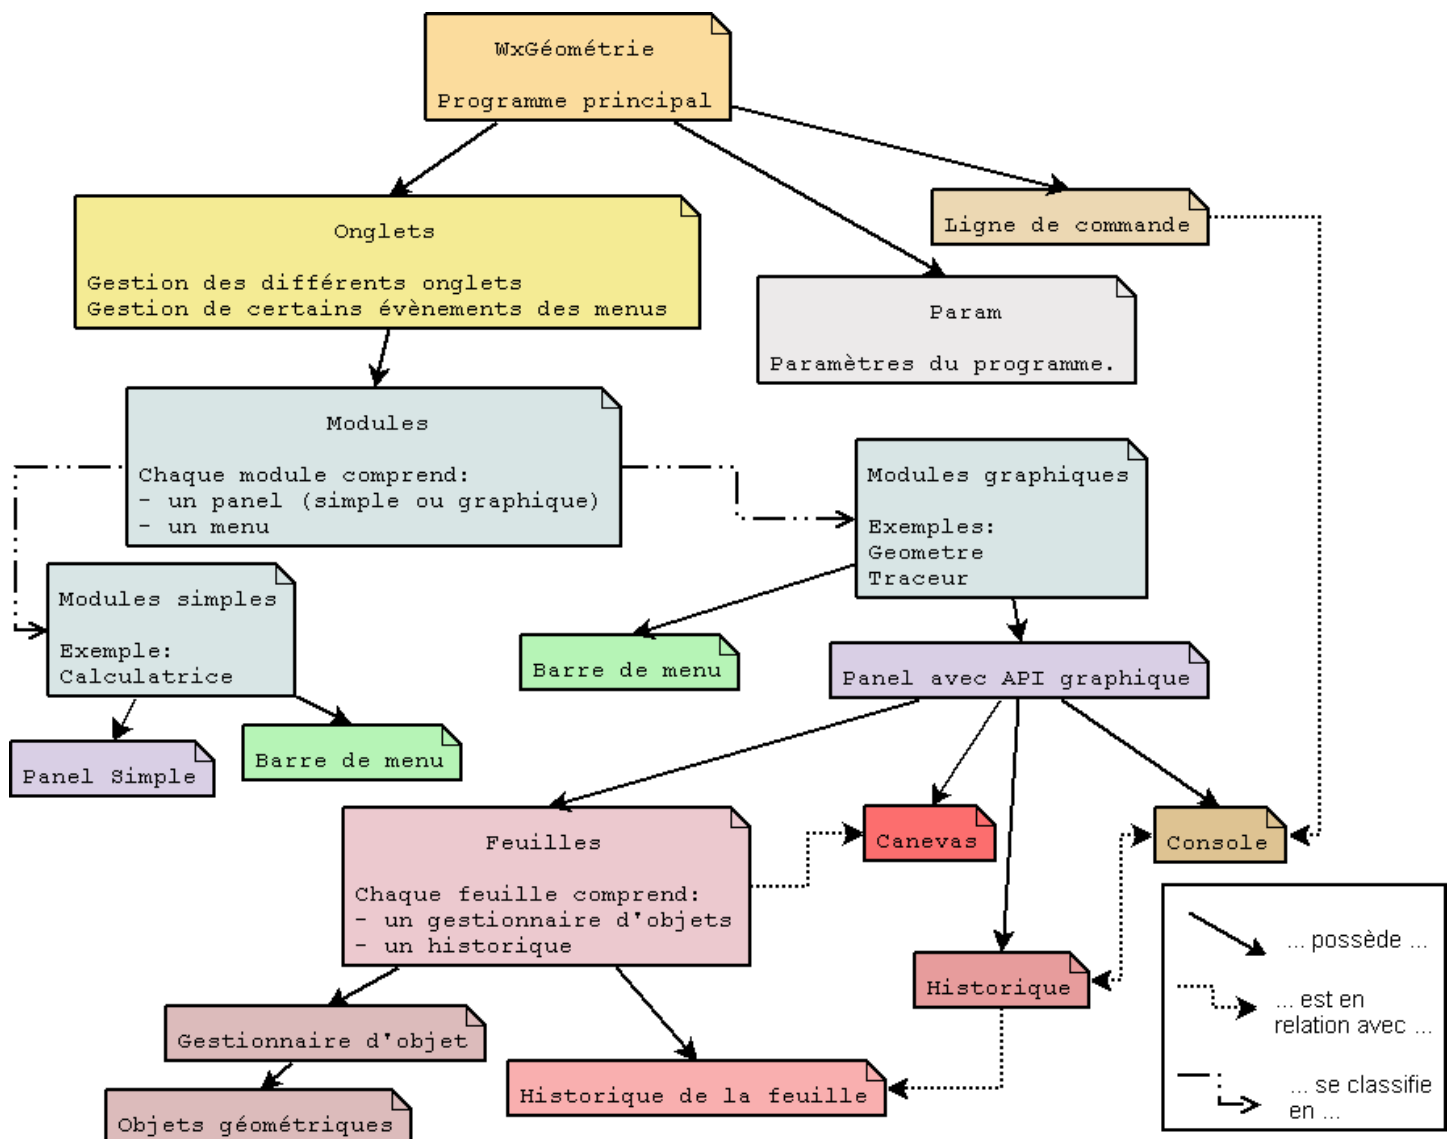 WxGéométrie
Programme principal
Onglets
Gestion des différents onglets
Gestion de certains évènements des menus
Ligne de commande
Param
Paramètres du programme.
Modules
Chaque module comprend:
- un panel (simple ou graphique)
- un menu
Modules graphiques
Exemples:
Geometre
Traceur
Modules simples
Exemple:
Calculatrice
Barre de menu
Panel avec API graphique
Panel Simple
Barre de menu
Feuilles
Chaque feuille comprend:
- un gestionnaire d'objets
- un historique
Canevas
Console
Historique
Gestionnaire d'objet
Historique de la feuille
Objets géométriques
... possède ...
... est en
relation avec ...
... se classifie
en ...